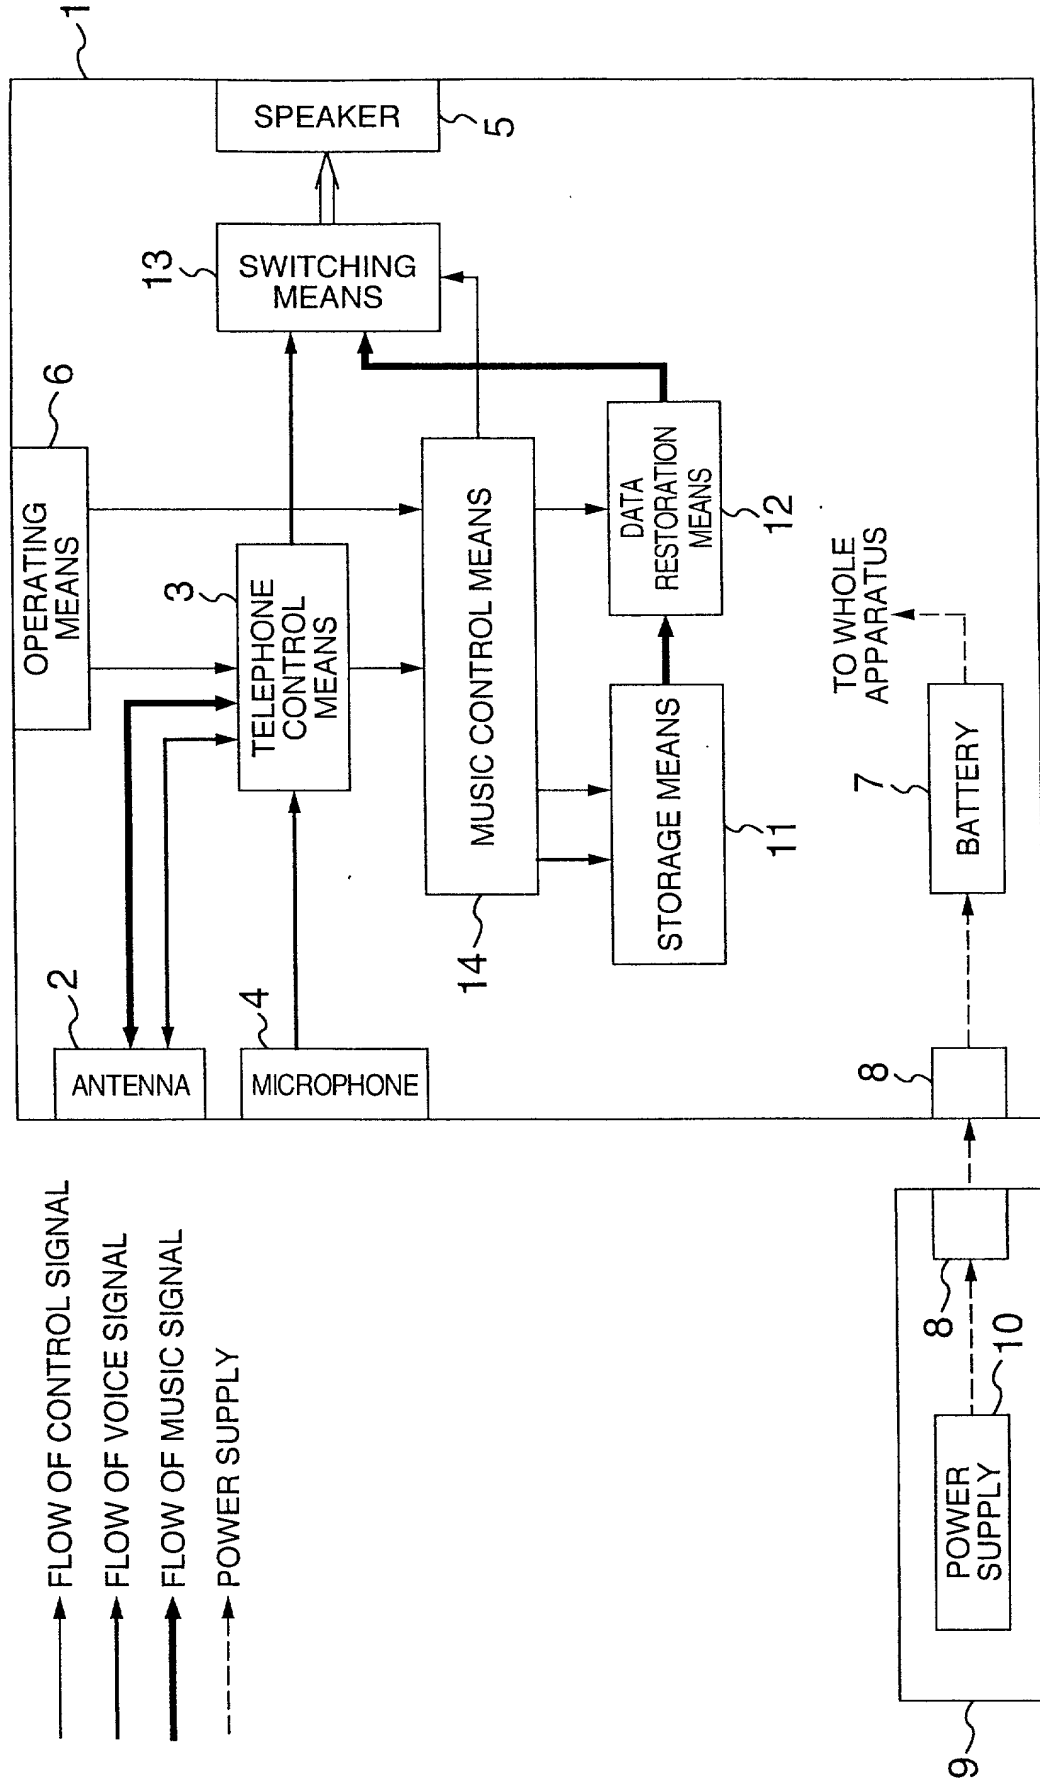 FLOW OF CONTROL SIGNAL
FLOW OF VOICE SIGNAL
FLOW OF MUSIC SIGNAL
POWER SUPPLY
1
2
ANTENNA
4
MICROPHONE
OPERATING
MEANS
6
3
TELEPHONE
CONTROL
MEANS
13
SWITCHING
MEANS
SPEAKER
5
14
MUSIC CONTROL MEANS
STORAGE MEANS
11
DATA
RESTORATION
MEANS
12
TO WHOLE
APPARATUS
7
BATTERY
8
8
POWER
SUPPLY
10
9